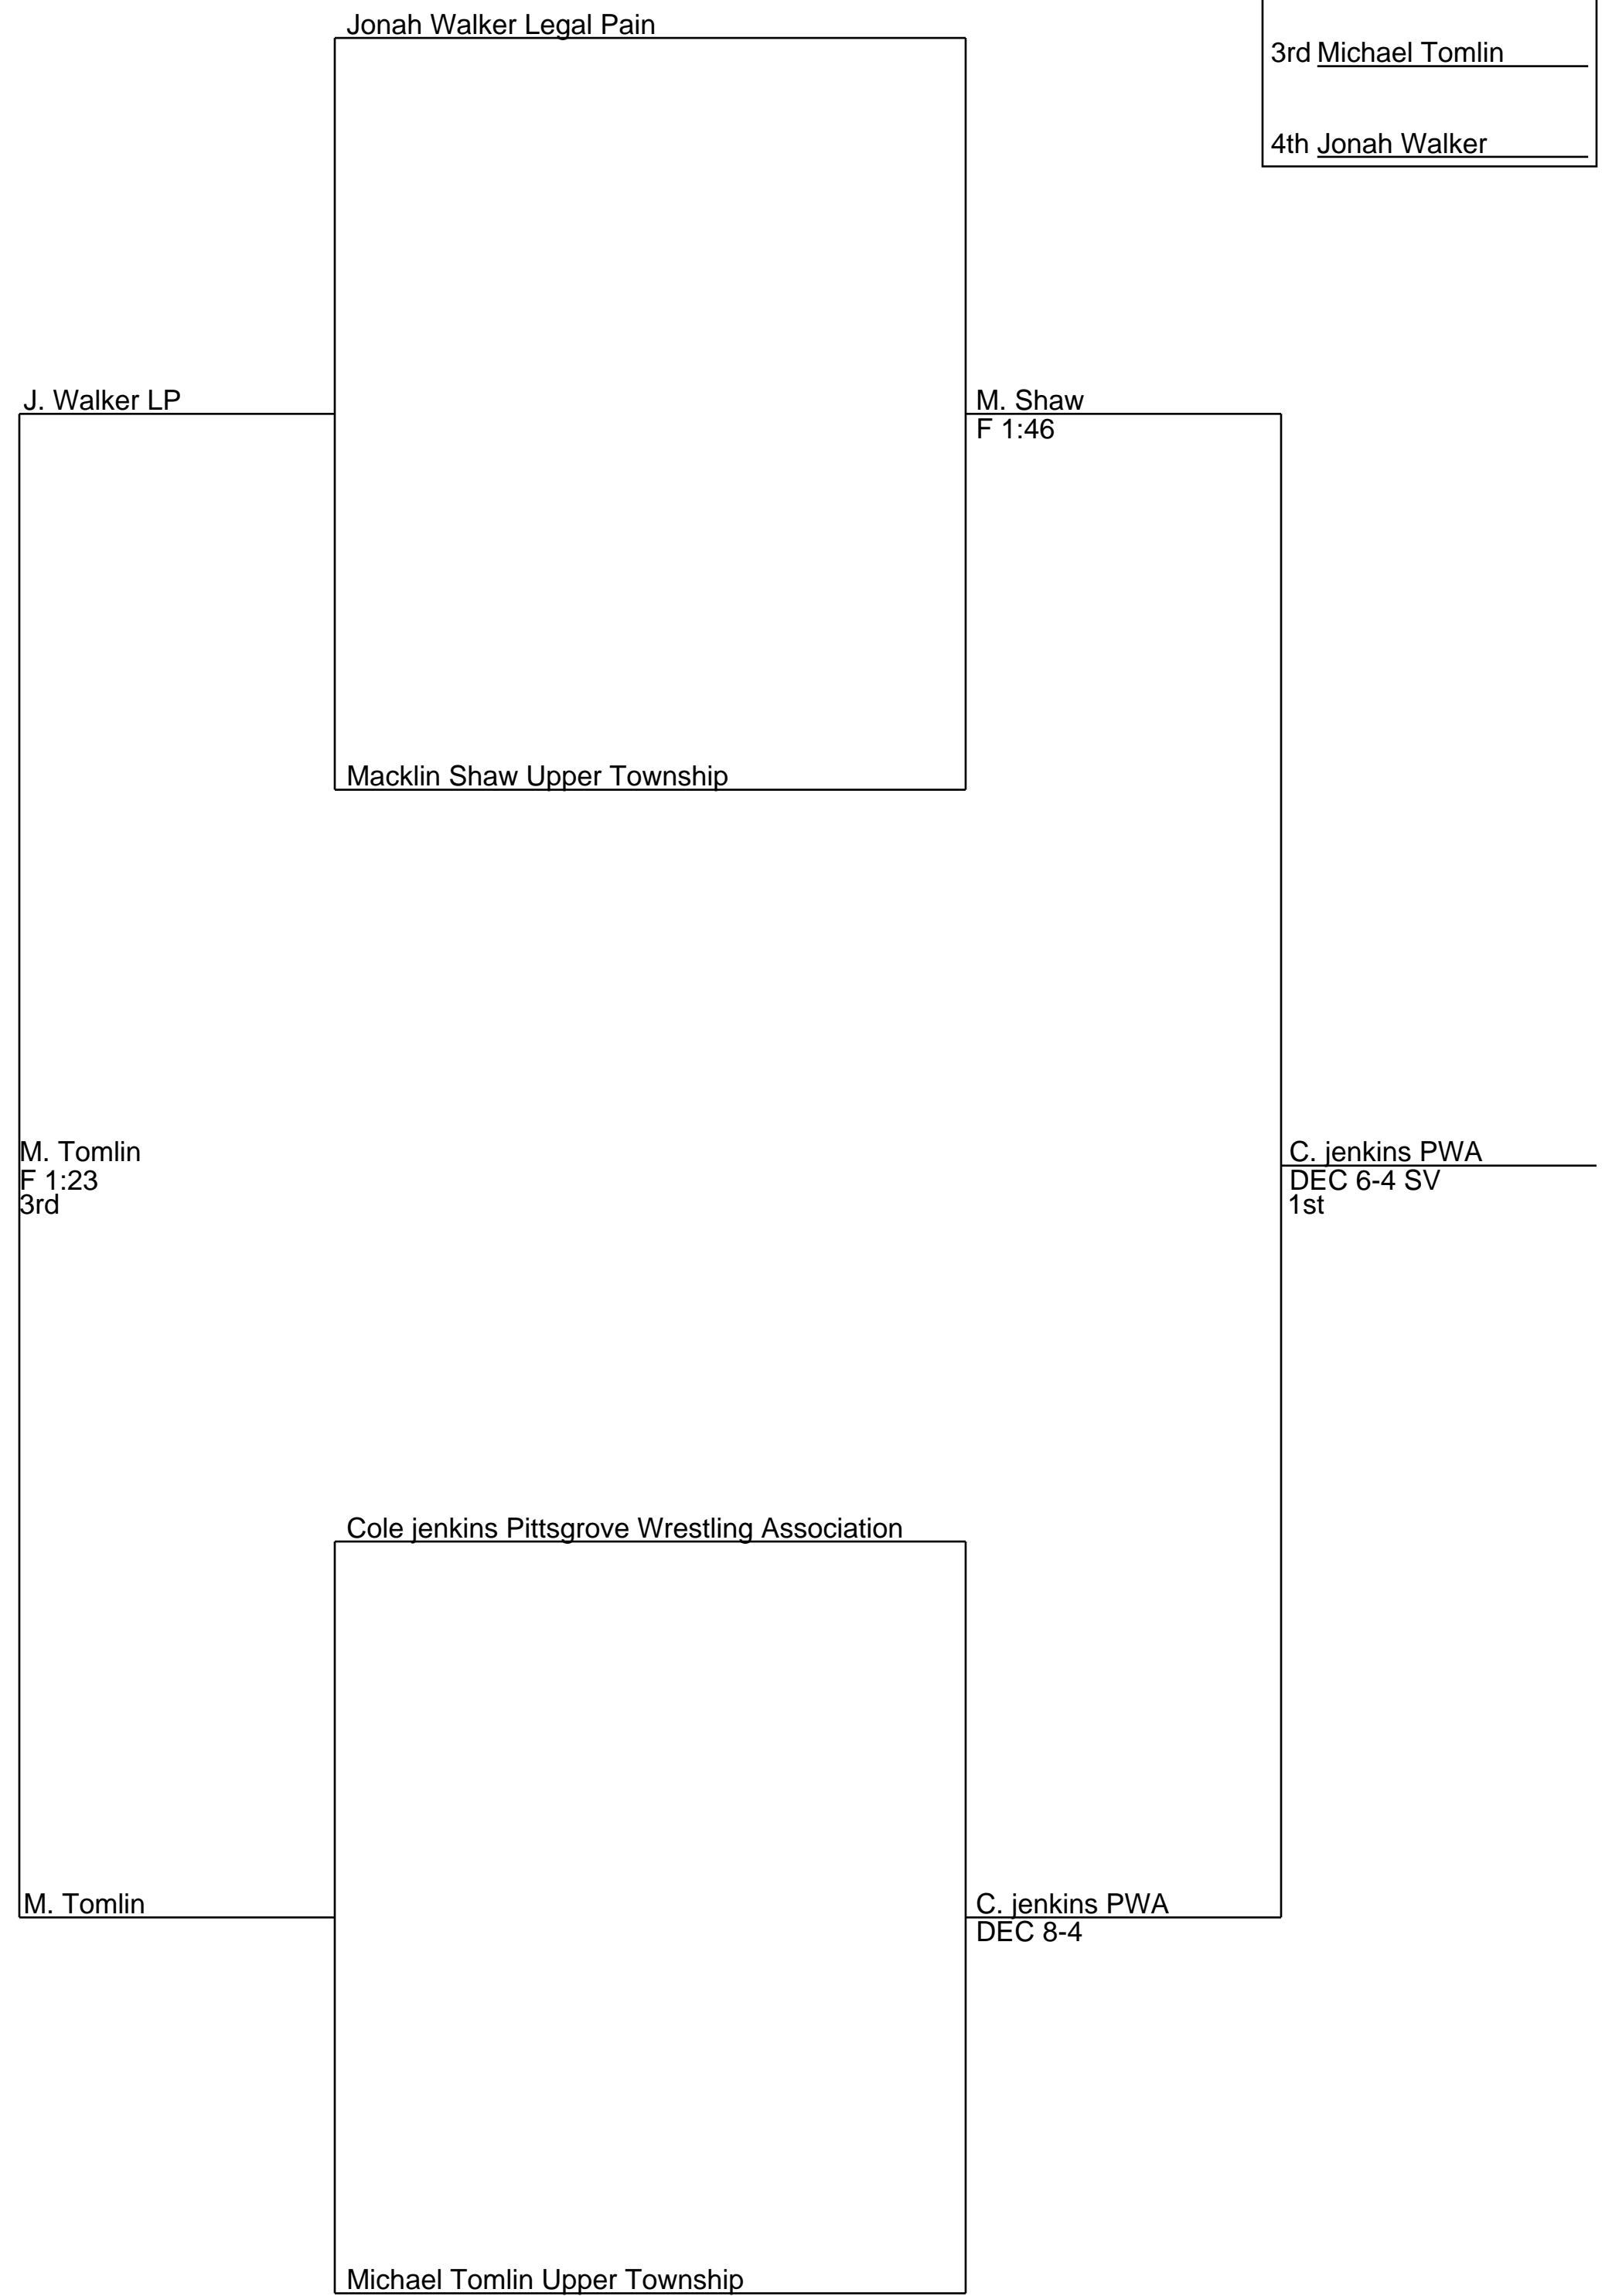 Jonah Walker Legal Pain
3rd Michael Tomlin
4th Jonah Walker
J. Walker LP
M. Shaw
F 1:46
Macklin Shaw Upper Township
M. Tomlin
F 1:23
3rd
C. jenkins PWA
DEC 6-4 SV
1st
Cole jenkins Pittsgrove Wrestling Association
M. Tomlin
C. jenkins PWA
DEC 8-4
Michael Tomlin Upper Township